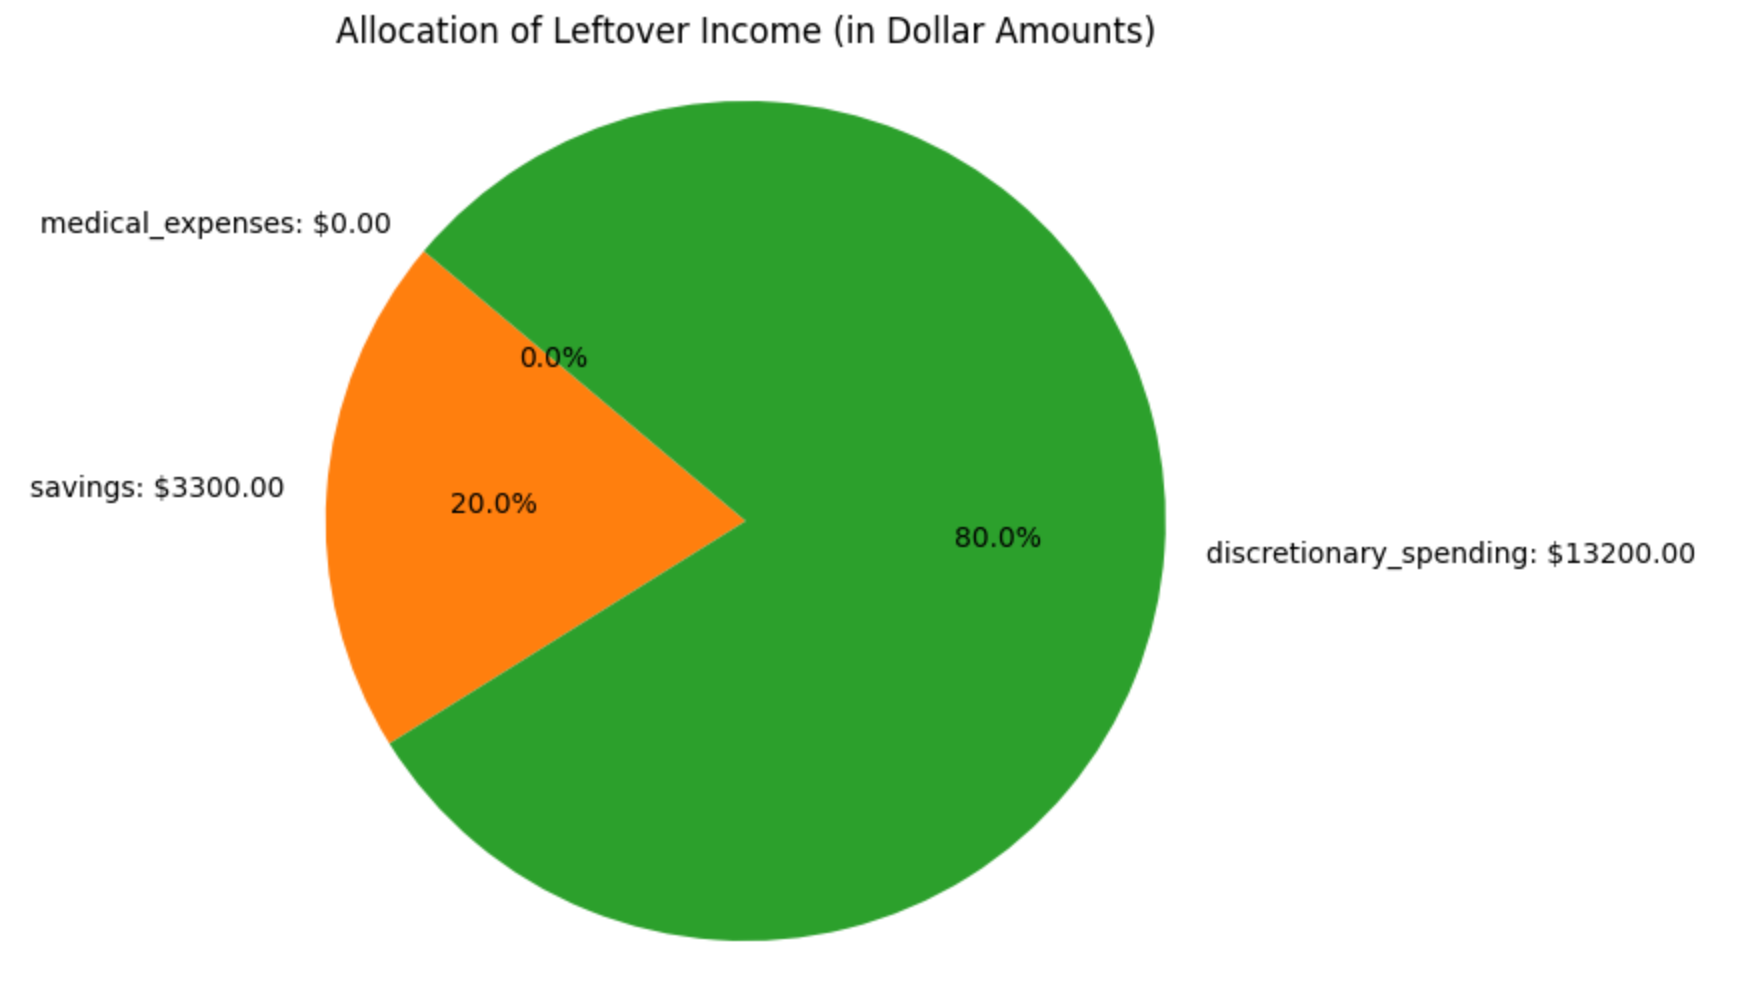 Allocation of Leftover Income (in Dollar Amounts)
medical_expenses: $0.00
0.0%
savings: $3300.00
20.0%
80.0%
discretionary_spending: $13200.00